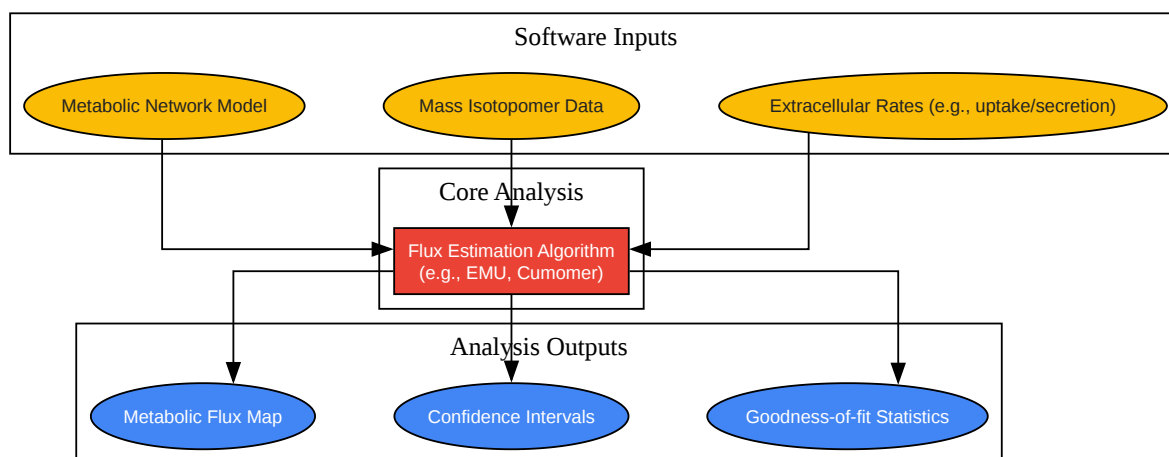 Software Inputs
Metabolic Network Model
Mass Isotopomer Data
Extracellular Rates (e.g., uptake/secretion)
Core Analysis
Flux Estimation Algorithm
(e.g., EMU, Cumomer)
Analysis Outputs
Metabolic Flux Map
Confidence Intervals
Goodness-of-fit Statistics